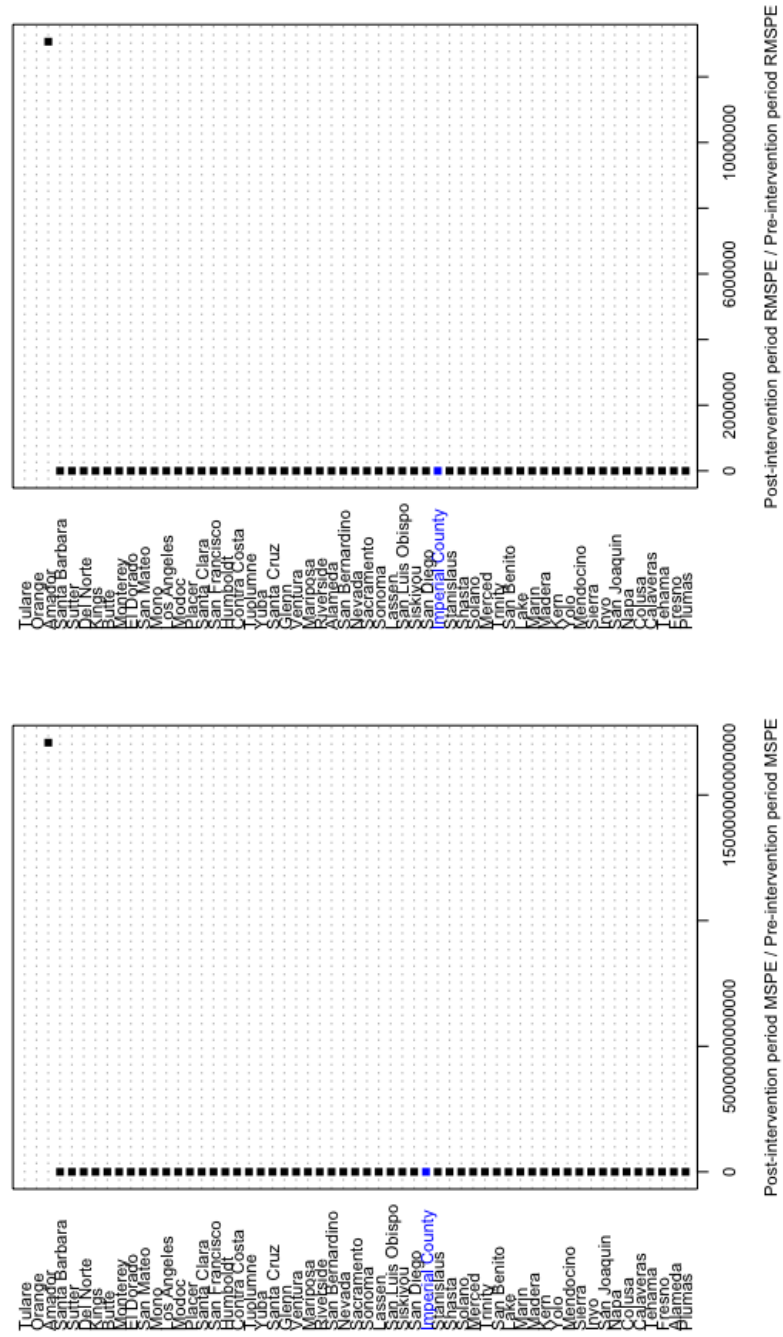 Tulare
Orange
Amador
Santa Barbara
Sutter
Del Norte
Kings
Butte
Monterey
El Dorado
San Mateo
Mono
Los Angeles
Modoc
Placer
Santa Clara
San Francisco
Humboldt
Contra Costa
Tuolumne
Yuba
Santa Cruz
Glenn
Ventura
Mariposa
Riverside
San Bernardino
Nevada
Sacramento
Sonoma
Lassen
San Luis Obispo
Siskiyou
San Diego
Imperial County
Stanislaus
Shasta
Solano
Merced
Trinity
San Benito
Lake
Marin
Madera
Kern
Yolo
Mendocino
Sierra
Inyo
San Joaquin
Napa
Colusa
Calaveras
Tehama
Fresno
Alameda
Plumas
0 50000000000000 150000000000000
Post-intervention period MSPE / Pre-intervention period MSPE
Tulare
Orange
Amador
Santa Barbara
Sutter
Del Norte
Kings
Butte
Monterey
El Dorado
San Mateo
Mono
Los Angeles
Modoc
Placer
Santa Clara
San Francisco
Humboldt
Contra Costa
Tuolumne
Yuba
Santa Cruz
Glenn
Ventura
Mariposa
Riverside
Alameda
San Bernardino
Nevada
Sacramento
Sonoma
Lassen
San Luis Obispo
Siskiyou
San Diego
Imperial County
Stanislaus
Shasta
Solano
Merced
Trinity
San Benito
Lake
Marin
Madera
Kern
Yolo
Mendocino
Sierra
Inyo
San Joaquin
Napa
Colusa
Calaveras
Tehama
Fresno
Plumas
0 2000000 6000000 10000000
Post-intervention period RMSPE / Pre-intervention period RMSPE